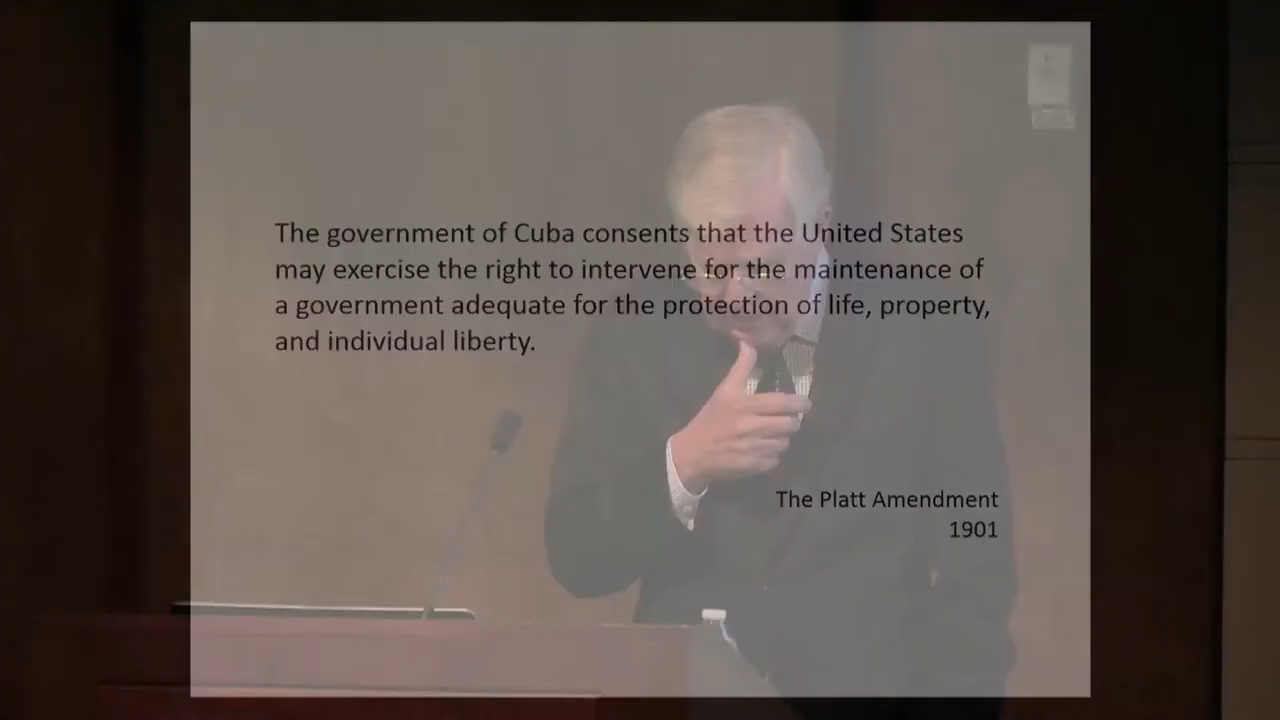 The government of Cuba consents that the United States
may exercise the right to intervene for the maintenance of
a government adequate for the protection of life, property,
and individual liberty.
The Platt Amendment
1901